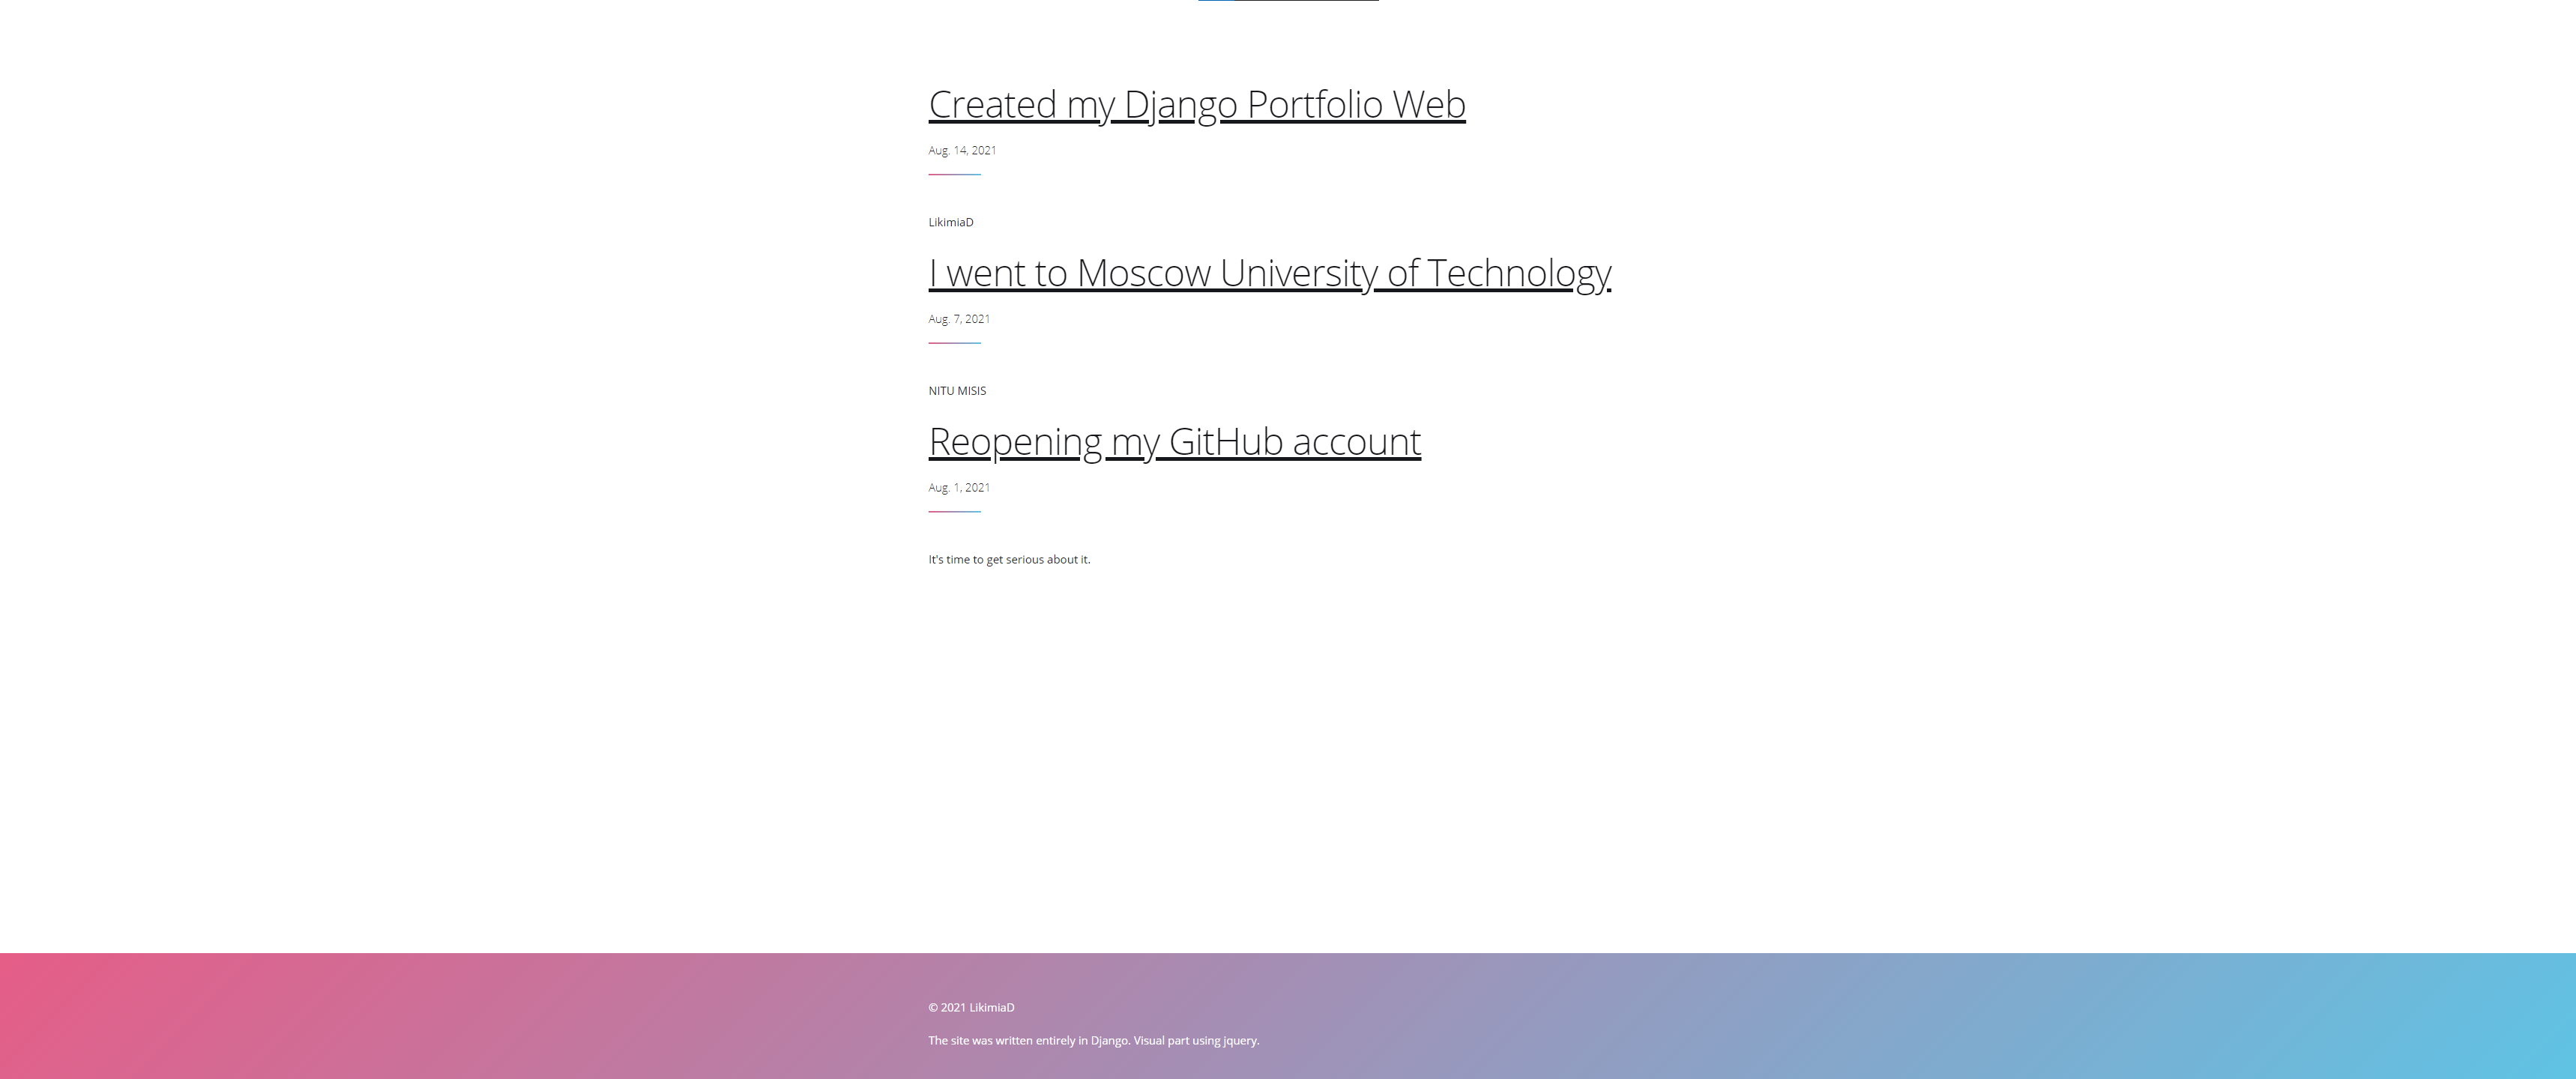 Created my Django Portfolio Web
Aug. 14, 2021
LikimiaD
I went to Moscow University of Technology
Aug. 7, 2021
NITU MISIS
Reopening my GitHub account
Aug. 1, 2021
It's time to get serious about it.
© 2021 LikimiaD
The site was written entirely in Django. Visual part using jquery.